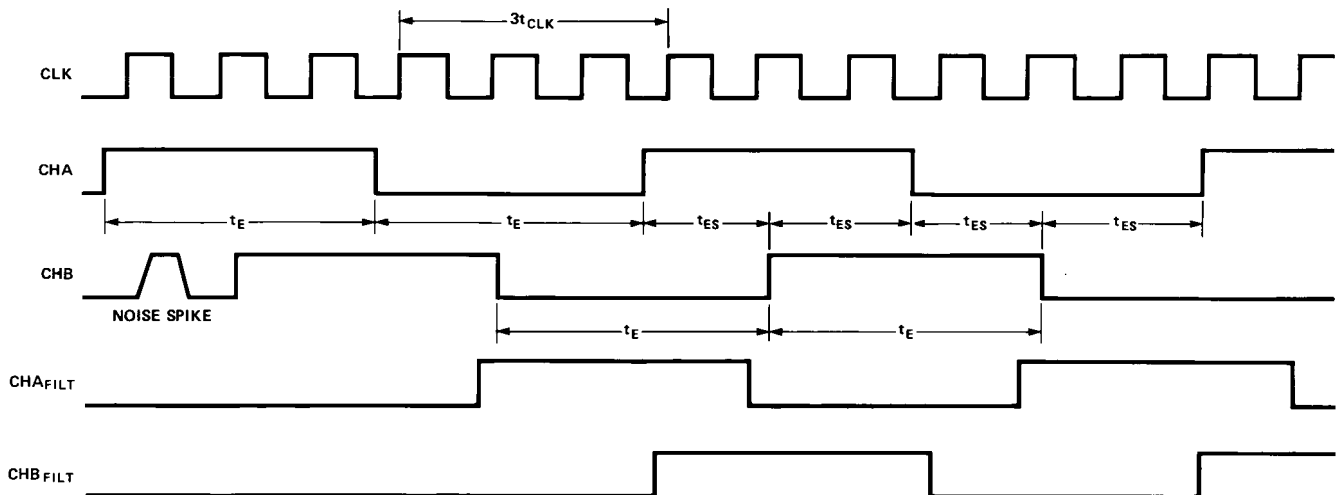 3tCLK
CLK
CHA
tE
tE
tES
tES
tES
tES
CHB
NOISE SPIKE
tE
tE
CHAFILT
CHBFILT